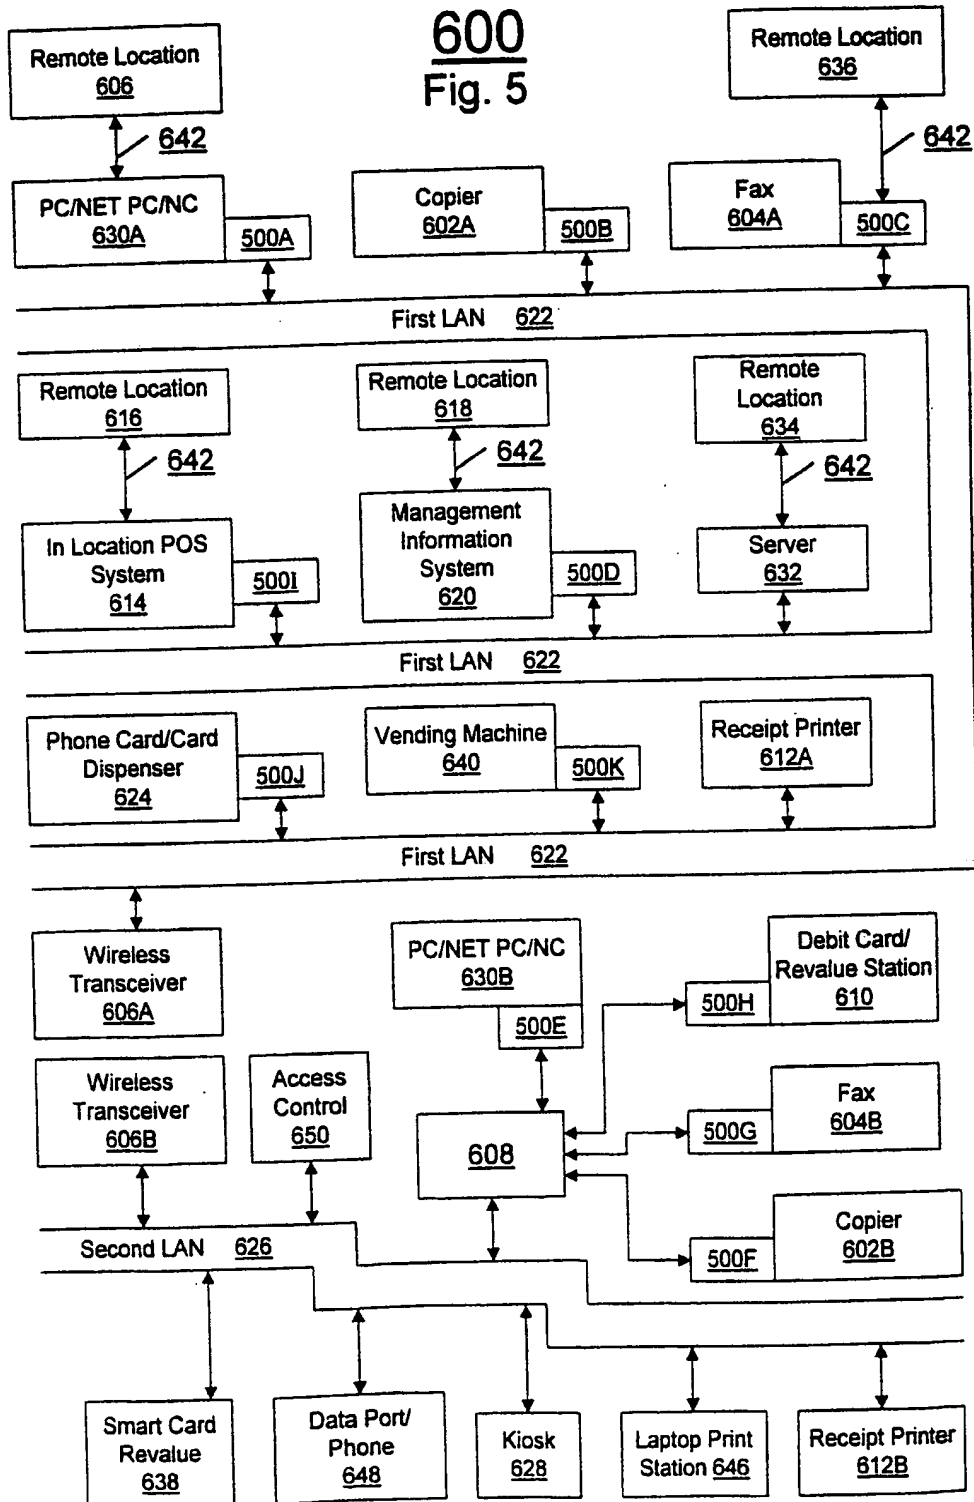 600
Fig. 5
Remote Location
606
642
Remote Location
636
642
PC/NET PC/NC
630A
500A
Copier
602A
500B
Fax
604A
500C
First LAN 622
Remote Location
616
642
Remote Location
618
642
Remote
Location
634
642
In Location POS
System
614
500I
Management
Information
System
620
500D
Server
632
First LAN 622
Phone Card/Card
Dispenser
624
500J
Vending Machine
640
500K
Receipt Printer
612A
First LAN 622
Wireless
Transceiver
606A
PC/NET PC/NC
630B
500E
Debit Card/
Revalue Station
610
500H
Wireless
Transceiver
606B
Access
Control
650
608
Fax
604B
500G
Copier
602B
500F
Second LAN 626
Smart Card
Revalue
638
Data Port/
Phone
648
Kiosk
628
Laptop Print
Station 646
Receipt Printer
612B